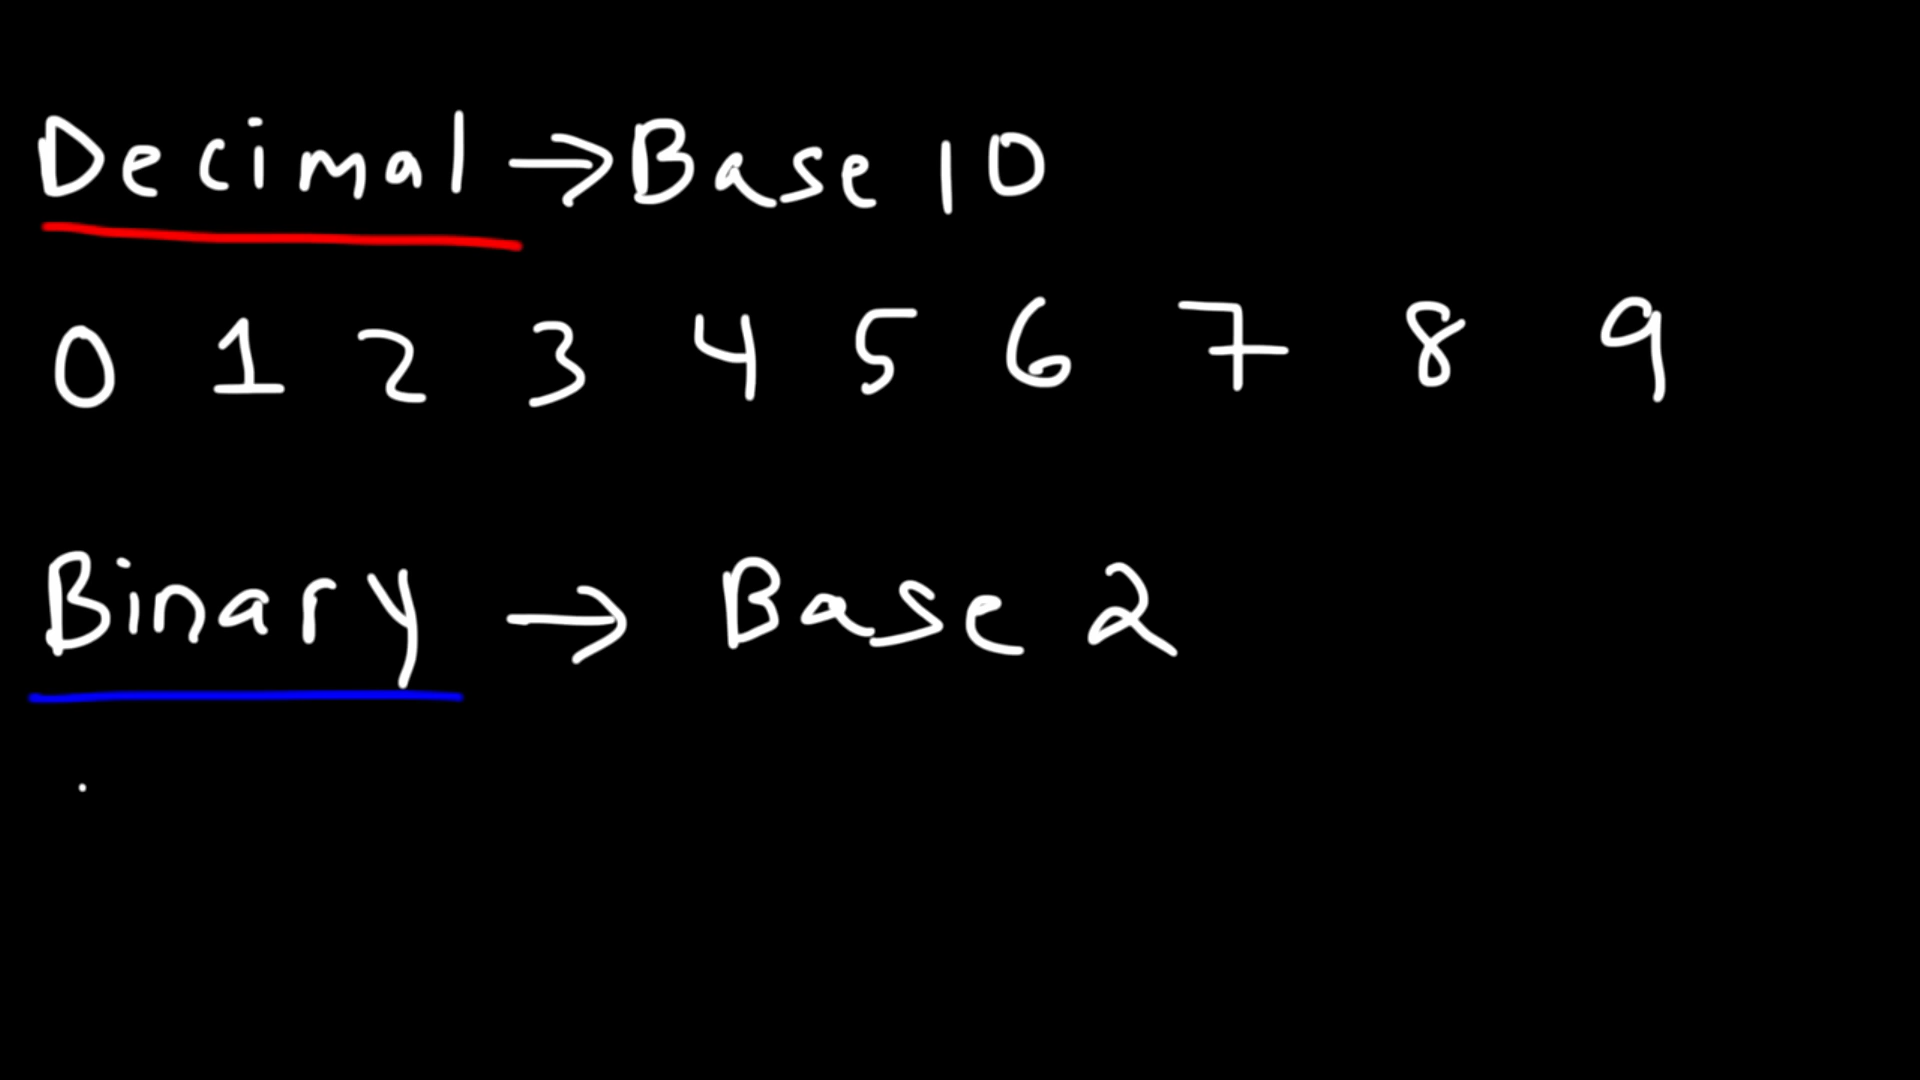 Decimal → Base 10
0 1 2 3 4 5 6 7 8 9
Binary → Base 2